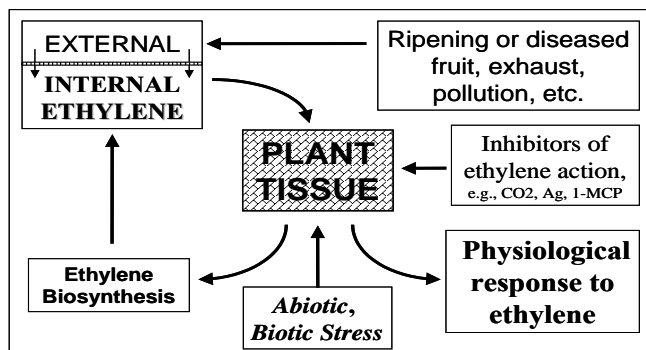 EXTERNAL
INTERNAL
ETHYLENE
Ripening or diseased
fruit, exhaust,
pollution, etc.
PLANT
TISSUE
Inhibitors of
ethylene action,
e.g., CO2, Ag, 1-MCP
Ethylene
Biosynthesis
Abiotic,
Biotic Stress
Physiological
response to
ethylene